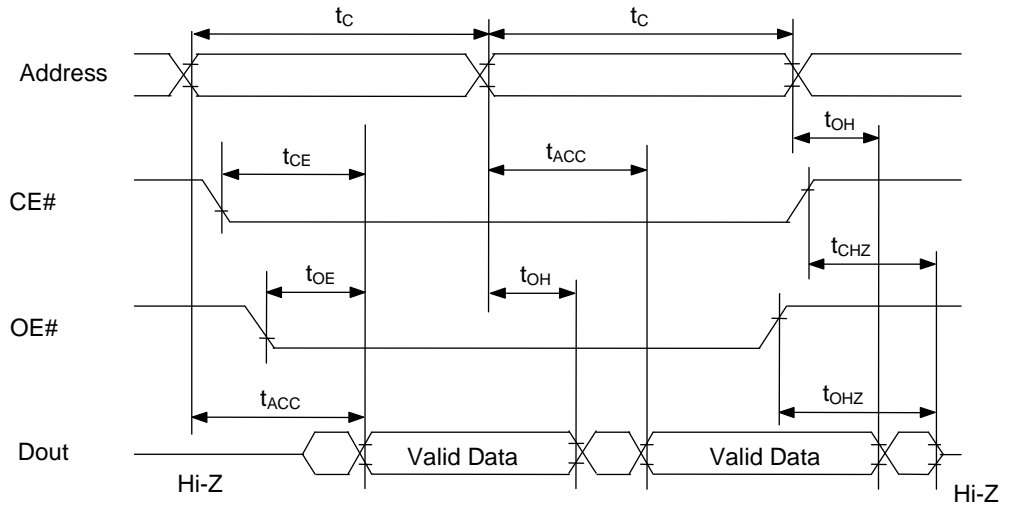 tC tC
Address
tOH
tCE tACC
CE#
tCHZ
tOE tOH
OE#
tACC tOHZ
Dout Valid Data Valid Data
Hi-Z Hi-Z